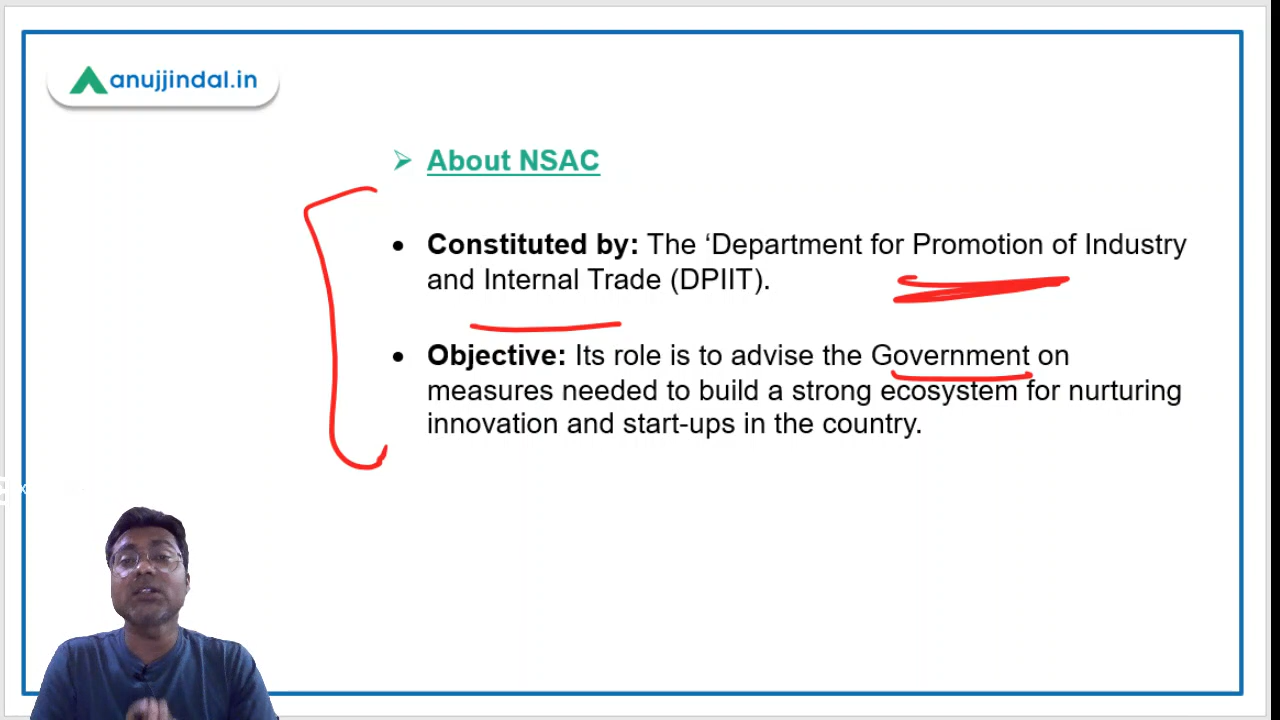 anujjindal.in
About NSAC
Constituted by: The ‘Department for Promotion of Industry
and Internal Trade (DPIIT).
Objective: Its role is to advise the Government on
measures needed to build a strong ecosystem for nurturing
innovation and start-ups in the country.